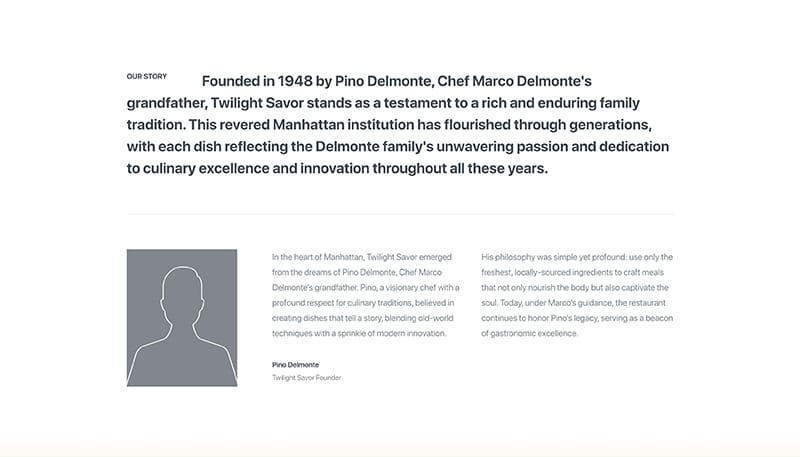 OUR STORY
Founded in 1948 by Pino Delmonte, Chef Marco Delmonte's
grandfather, Twilight Savor stands as a testament to a rich and enduring family
tradition. This revered Manhattan institution has flourished through generations,
with each dish reflecting the Delmonte family's unwavering passion and dedication
to culinary excellence and innovation throughout all these years.
In the heart of Manhattan, Twilight Savor emerged
from the dreams of Pino Delmonte, Chef Marco
Delmonte's grandfather. Pino, a visionary chef with a
profound respect for culinary traditions, believed in
creating dishes that tell a story, blending old-world
techniques with a sprinkle of modern innovation.
Pino Delmonte
Twilight Savor Founder
His philosophy was simple yet profound: use only the
freshest, locally-sourced ingredients to craft meals
that not only nourish the body but also captivate the
soul. Today, under Marco's guidance, the restaurant
continues to honor Pino's legacy, serving as a beacon
of gastronomic excellence.